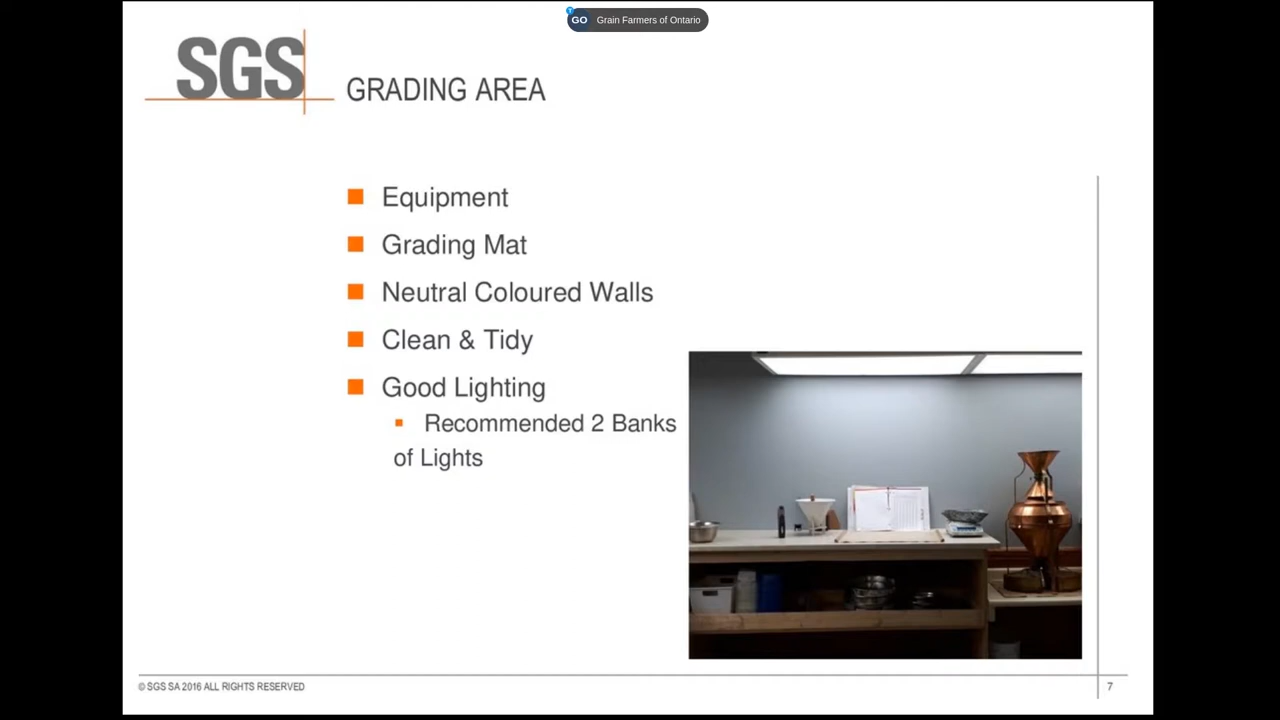 GO Grain Farmers of Ontario
SGS
GRADING AREA
Equipment
Grading Mat
Neutral Coloured Walls
Clean & Tidy
Good Lighting
Recommended 2 Banks
of Lights
© SGS SA 2016 ALL RIGHTS RESERVED
7